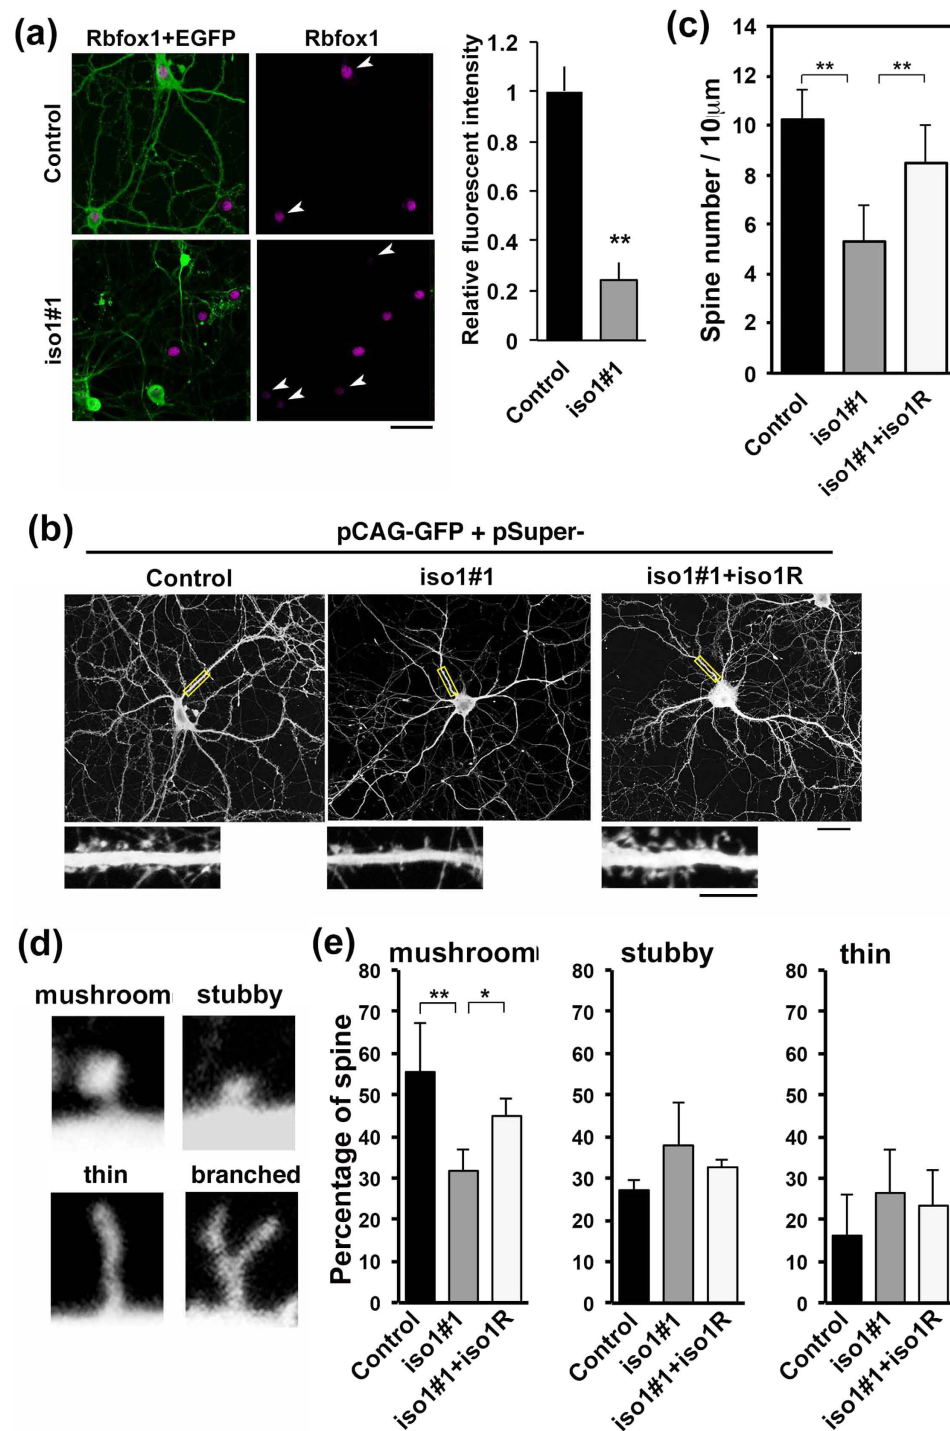 (a)
Rbfox1+EGFP
Rbfox1
Control
iso1#1
Relative fluorescent intensity
1.2
1
0.8
0.6
0.4
0.2
0
**
Control
iso1#1
(c)
Spine number / 10μm
14
12
10
8
6
4
2
0
**
**
Control
iso1#1
iso1#1+iso1R
(b)
pCAG-GFP + pSuper-
Control
iso1#1
iso1#1+iso1R
(d)
mushroom
stubby
thin
branched
(e)
mushroom
Percentage of spine
80
70
60
50
40
30
20
10
0
**
*
Control
iso1#1
iso1#1+iso1R
stubby
80
70
60
50
40
30
20
10
0
Control
iso1#1
iso1#1+iso1R
thin
80
70
60
50
40
30
20
10
0
Control
iso1#1
iso1#1+iso1R